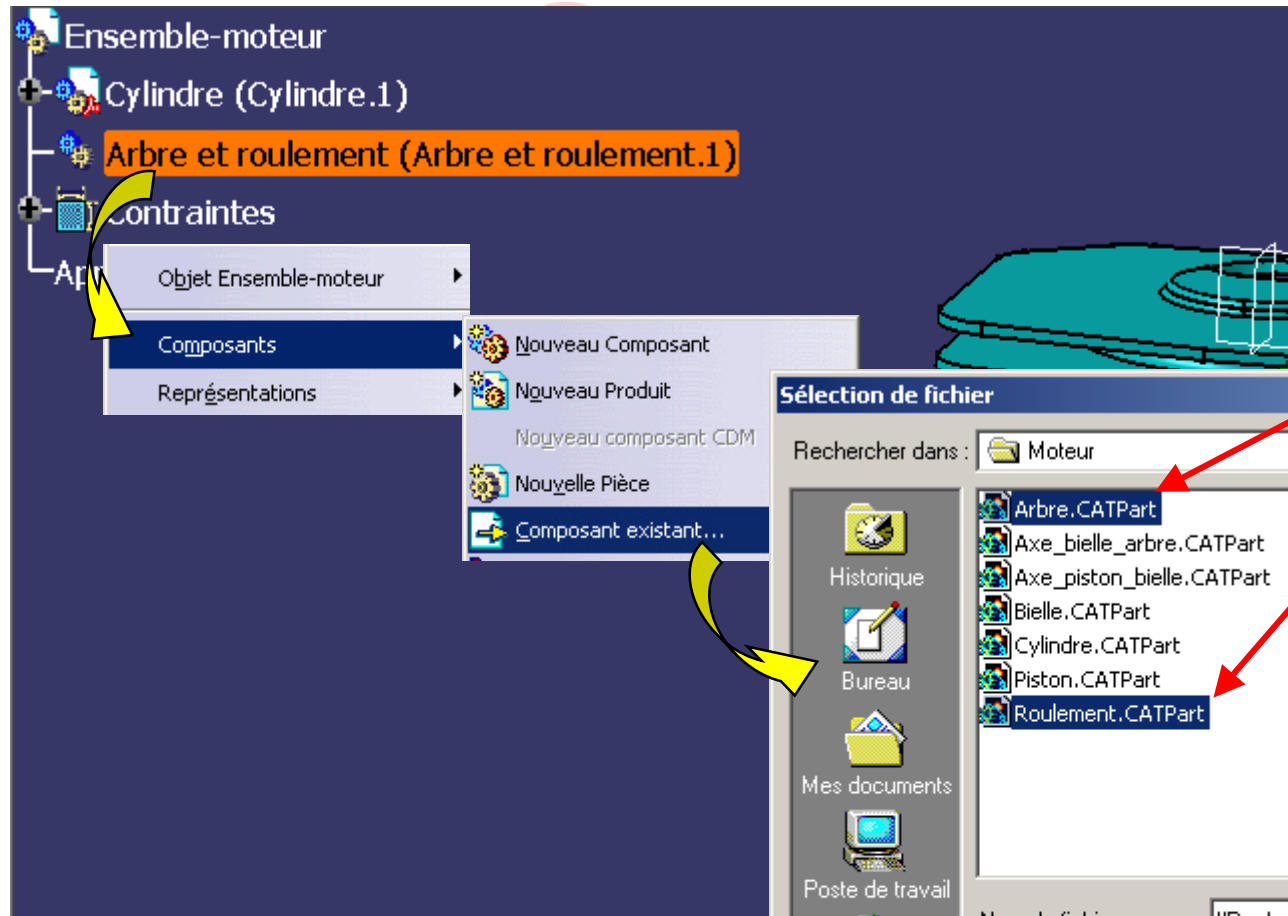 Ensemble-moteur
Cylindre (Cylindre.1)
Arbre et roulement (Arbre et roulement.1)
Contraintes
Ap
Objet Ensemble-moteur
Composants
Représentations
Nouveau Composant
Nouveau Produit
Nouveau composant CDM
Nouvelle Pièce
Composant existant...
Sélection de fichier
Rechercher dans :
Moteur
Historique
Bureau
Mes documents
Poste de travail
Arbre.CATPart
Axe_bielle_arbre.CATPart
Axe_piston_bielle.CATPart
Bielle.CATPart
Cylindre.CATPart
Piston.CATPart
Roulement.CATPart